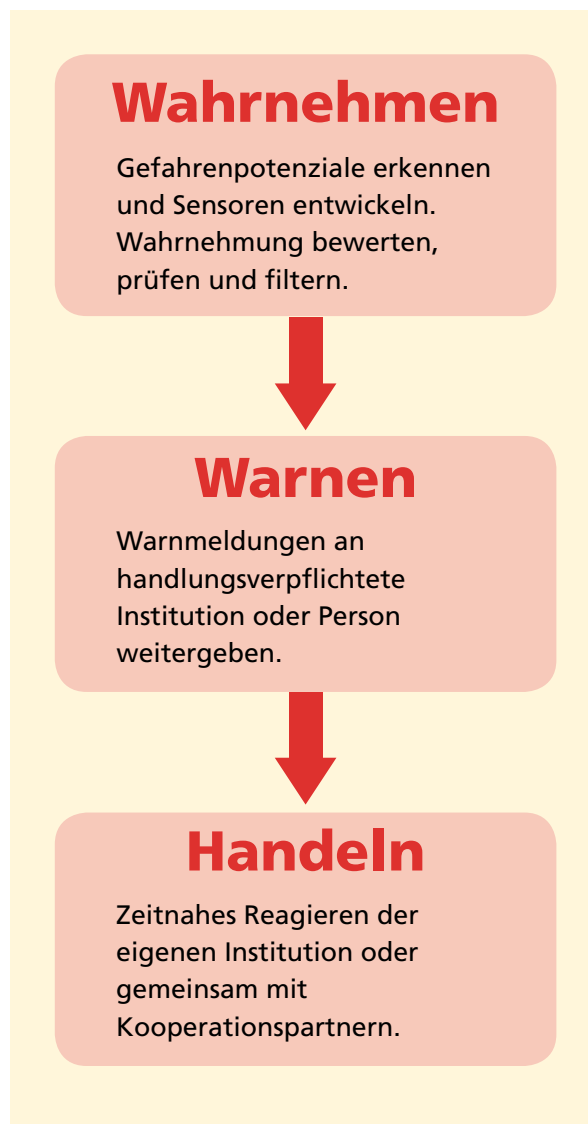 Wahrnehmen
Gefahrenpotenziale erkennen
und Sensoren entwickeln.
Wahrnehmung bewerten,
prüfen und filtern.
Warnen
Warnmeldungen an
handlungsverpflichtete
Institution oder Person
weitergeben.
Handeln
Zeitnahes Reagieren der
eigenen Institution oder
gemeinsam mit
Kooperationspartnern.